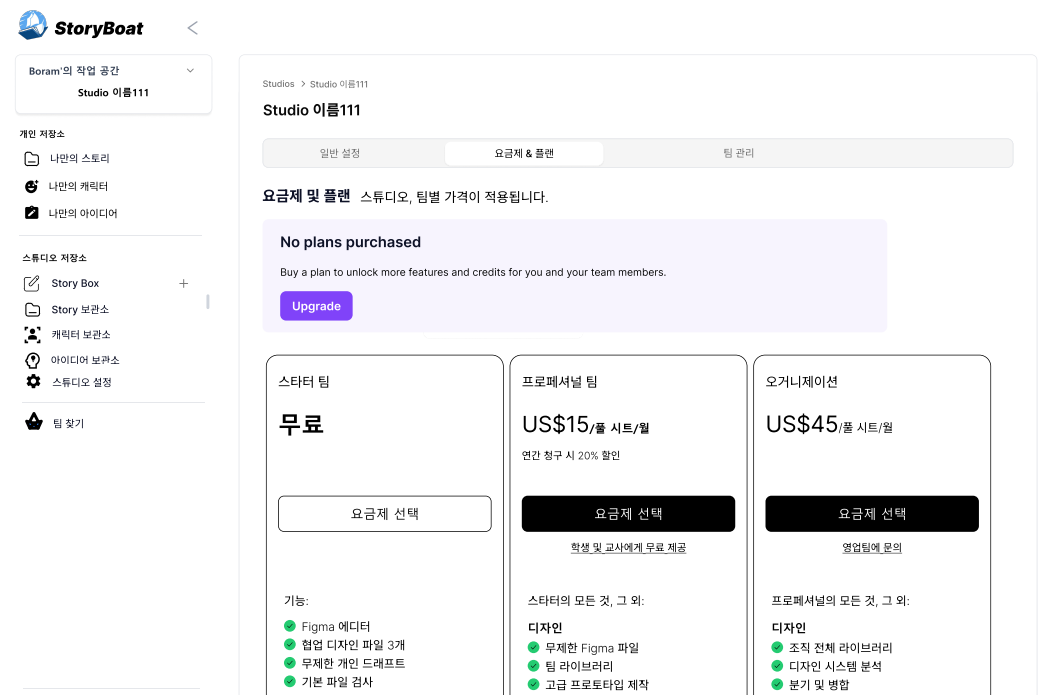 StoryBoat
Boram'의 작업 공간
Studio 이름111
개인 저장소
나만의 스토리
나만의 캐릭터
나만의 아이디어
스튜디오 저장소
Story Box
Story 보관소
캐릭터 보관소
아이디어 보관소
스튜디오 설정
팀 찾기
Studios > Studio 이름111
Studio 이름111
일반 설정
요금제 & 플랜
팀 관리
요금제 및 플랜 스튜디오, 팀별 가격이 적용됩니다.
No plans purchased
Buy a plan to unlock more features and credits for you and your team members.
Upgrade
스타터 팀
무료
요금제 선택
기능:
Figma 에디터
협업 디자인 파일 3개
무제한 개인 드래프트
기본 파일 검사
프로페셔널 팀
US$15/풀 시트/월
연간 청구 시 20% 할인
요금제 선택
학생 및 교사에게 무료 제공
스타터의 모든 것, 그 외:
디자인
무제한 Figma 파일
팀 라이브러리
고급 프로토타입 제작
오거니제이션
US$45/풀 시트/월
요금제 선택
영업팀에 문의
프로페셔널의 모든 것, 그 외:
디자인
조직 전체 라이브러리
디자인 시스템 분석
분기 및 병합